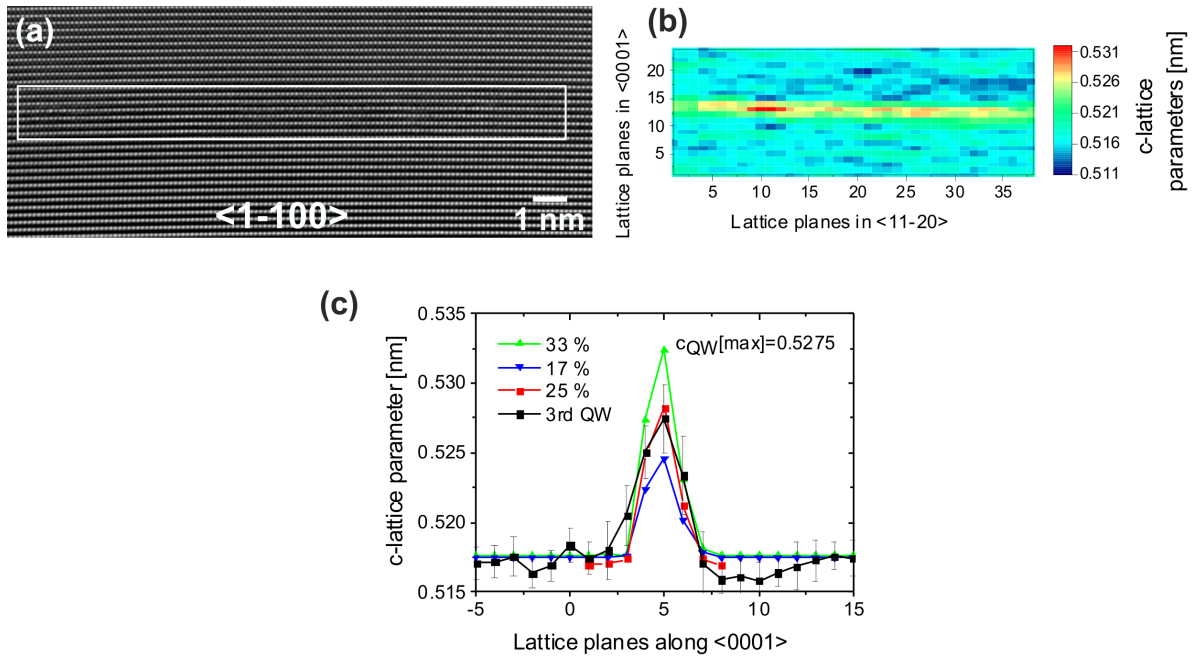 (a)
<1-100>
1 nm
(b)
Lattice planes in <0001>
20
15
10
5
5
10
15
20
25
30
35
Lattice planes in <11-20>
0.531
0.526
0.521
0.516
0.511
c-lattice
parameters [nm]
(c)
c-lattice parameter [nm]
0.535
0.530
0.525
0.520
0.515
33 %
17 %
25 %
3rd QW
cQW[max]=0.5275
-5
0
5
10
15
Lattice planes along <0001>